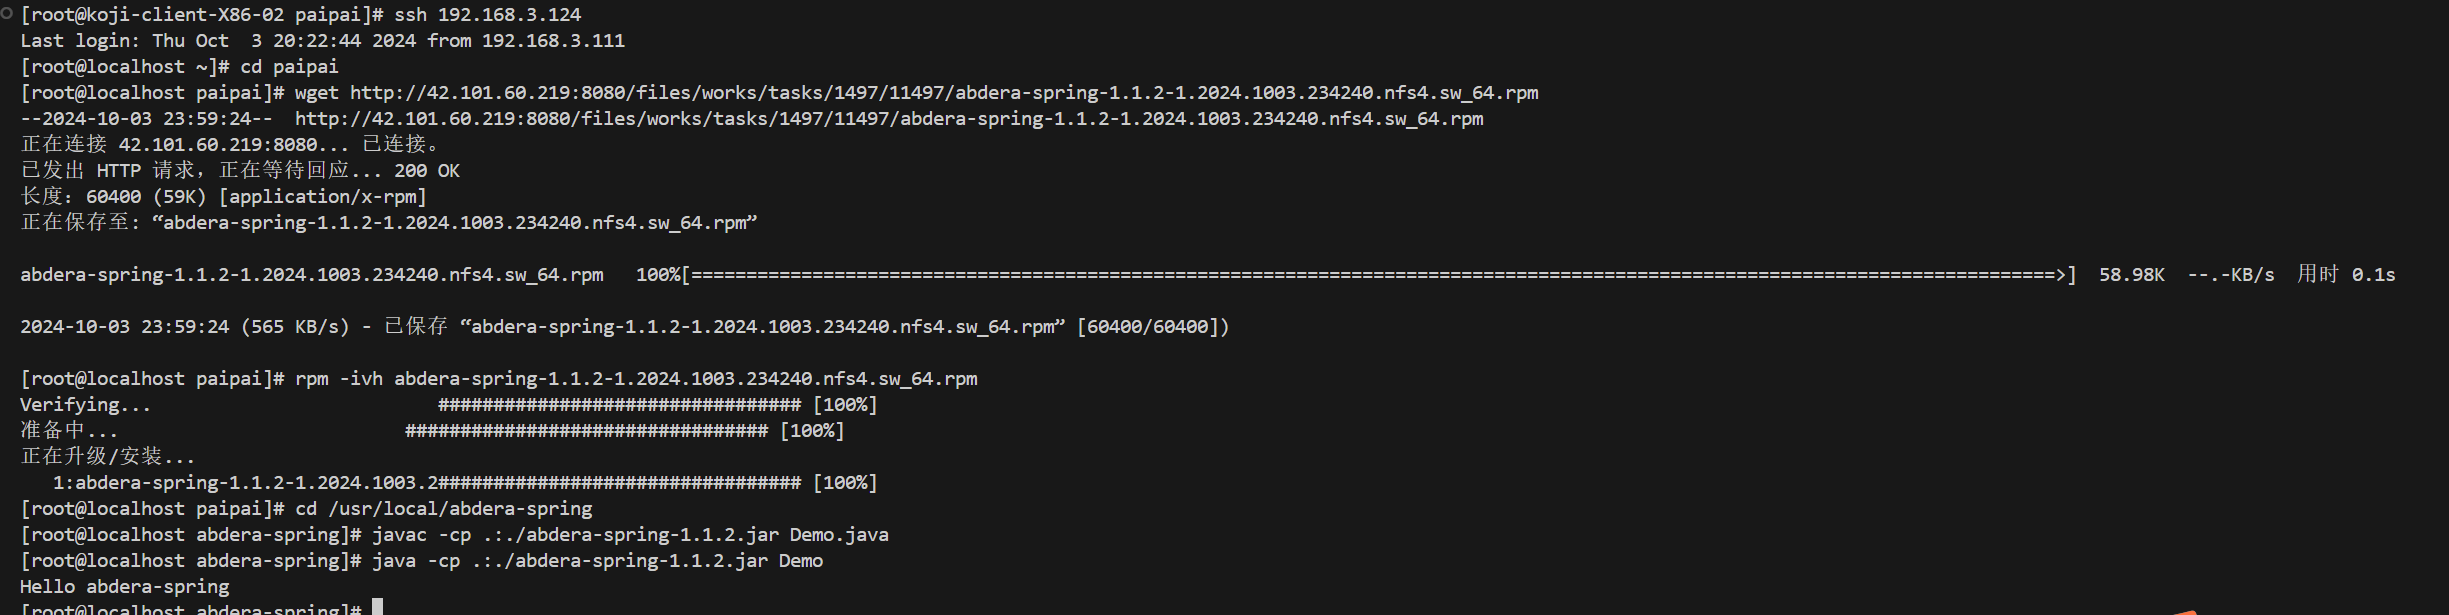 [root@koji-client-X86-02 paipai]# ssh 192.168.3.124
Last login: Thu Oct  3 20:22:44 2024 from 192.168.3.111
[root@localhost ~]# cd paipai
[root@localhost paipai]# wget http://42.101.60.219:8080/files/works/tasks/1497/11497/abdera-spring-1.1.2-1.2024.1003.234240.nfs4.sw_64.rpm
--2024-10-03 23:59:24--  http://42.101.60.219:8080/files/works/tasks/1497/11497/abdera-spring-1.1.2-1.2024.1003.234240.nfs4.sw_64.rpm
正在连接 42.101.60.219:8080... 已连接。
已发出 HTTP 请求，正在等待回应... 200 OK
长度：60400 (59K) [application/x-rpm]
正在保存至: “abdera-spring-1.1.2-1.2024.1003.234240.nfs4.sw_64.rpm”
abdera-spring-1.1.2-1.2024.1003.234240.nfs4.sw_64.rpm   100%[============================================================================================================================>]  58.98K  --.-KB/s  用时 0.1s
2024-10-03 23:59:24 (565 KB/s) - 已保存 “abdera-spring-1.1.2-1.2024.1003.234240.nfs4.sw_64.rpm” [60400/60400])
[root@localhost paipai]# rpm -ivh abdera-spring-1.1.2-1.2024.1003.234240.nfs4.sw_64.rpm
Verifying...                          ################################# [100%]
准备中...                          ################################# [100%]
正在升级/安装...
   1:abdera-spring-1.1.2-1.2024.1003.2################################# [100%]
[root@localhost paipai]# cd /usr/local/abdera-spring
[root@localhost abdera-spring]# javac -cp .:./abdera-spring-1.1.2.jar Demo.java
[root@localhost abdera-spring]# java -cp .:./abdera-spring-1.1.2.jar Demo
Hello abdera-spring
[root@localhost abdera-spring]#